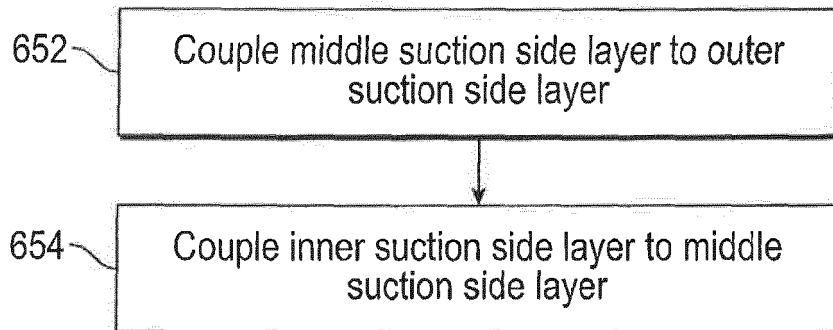 652
Couple middle suction side layer to outer
suction side layer
654
Couple inner suction side layer to middle
suction side layer